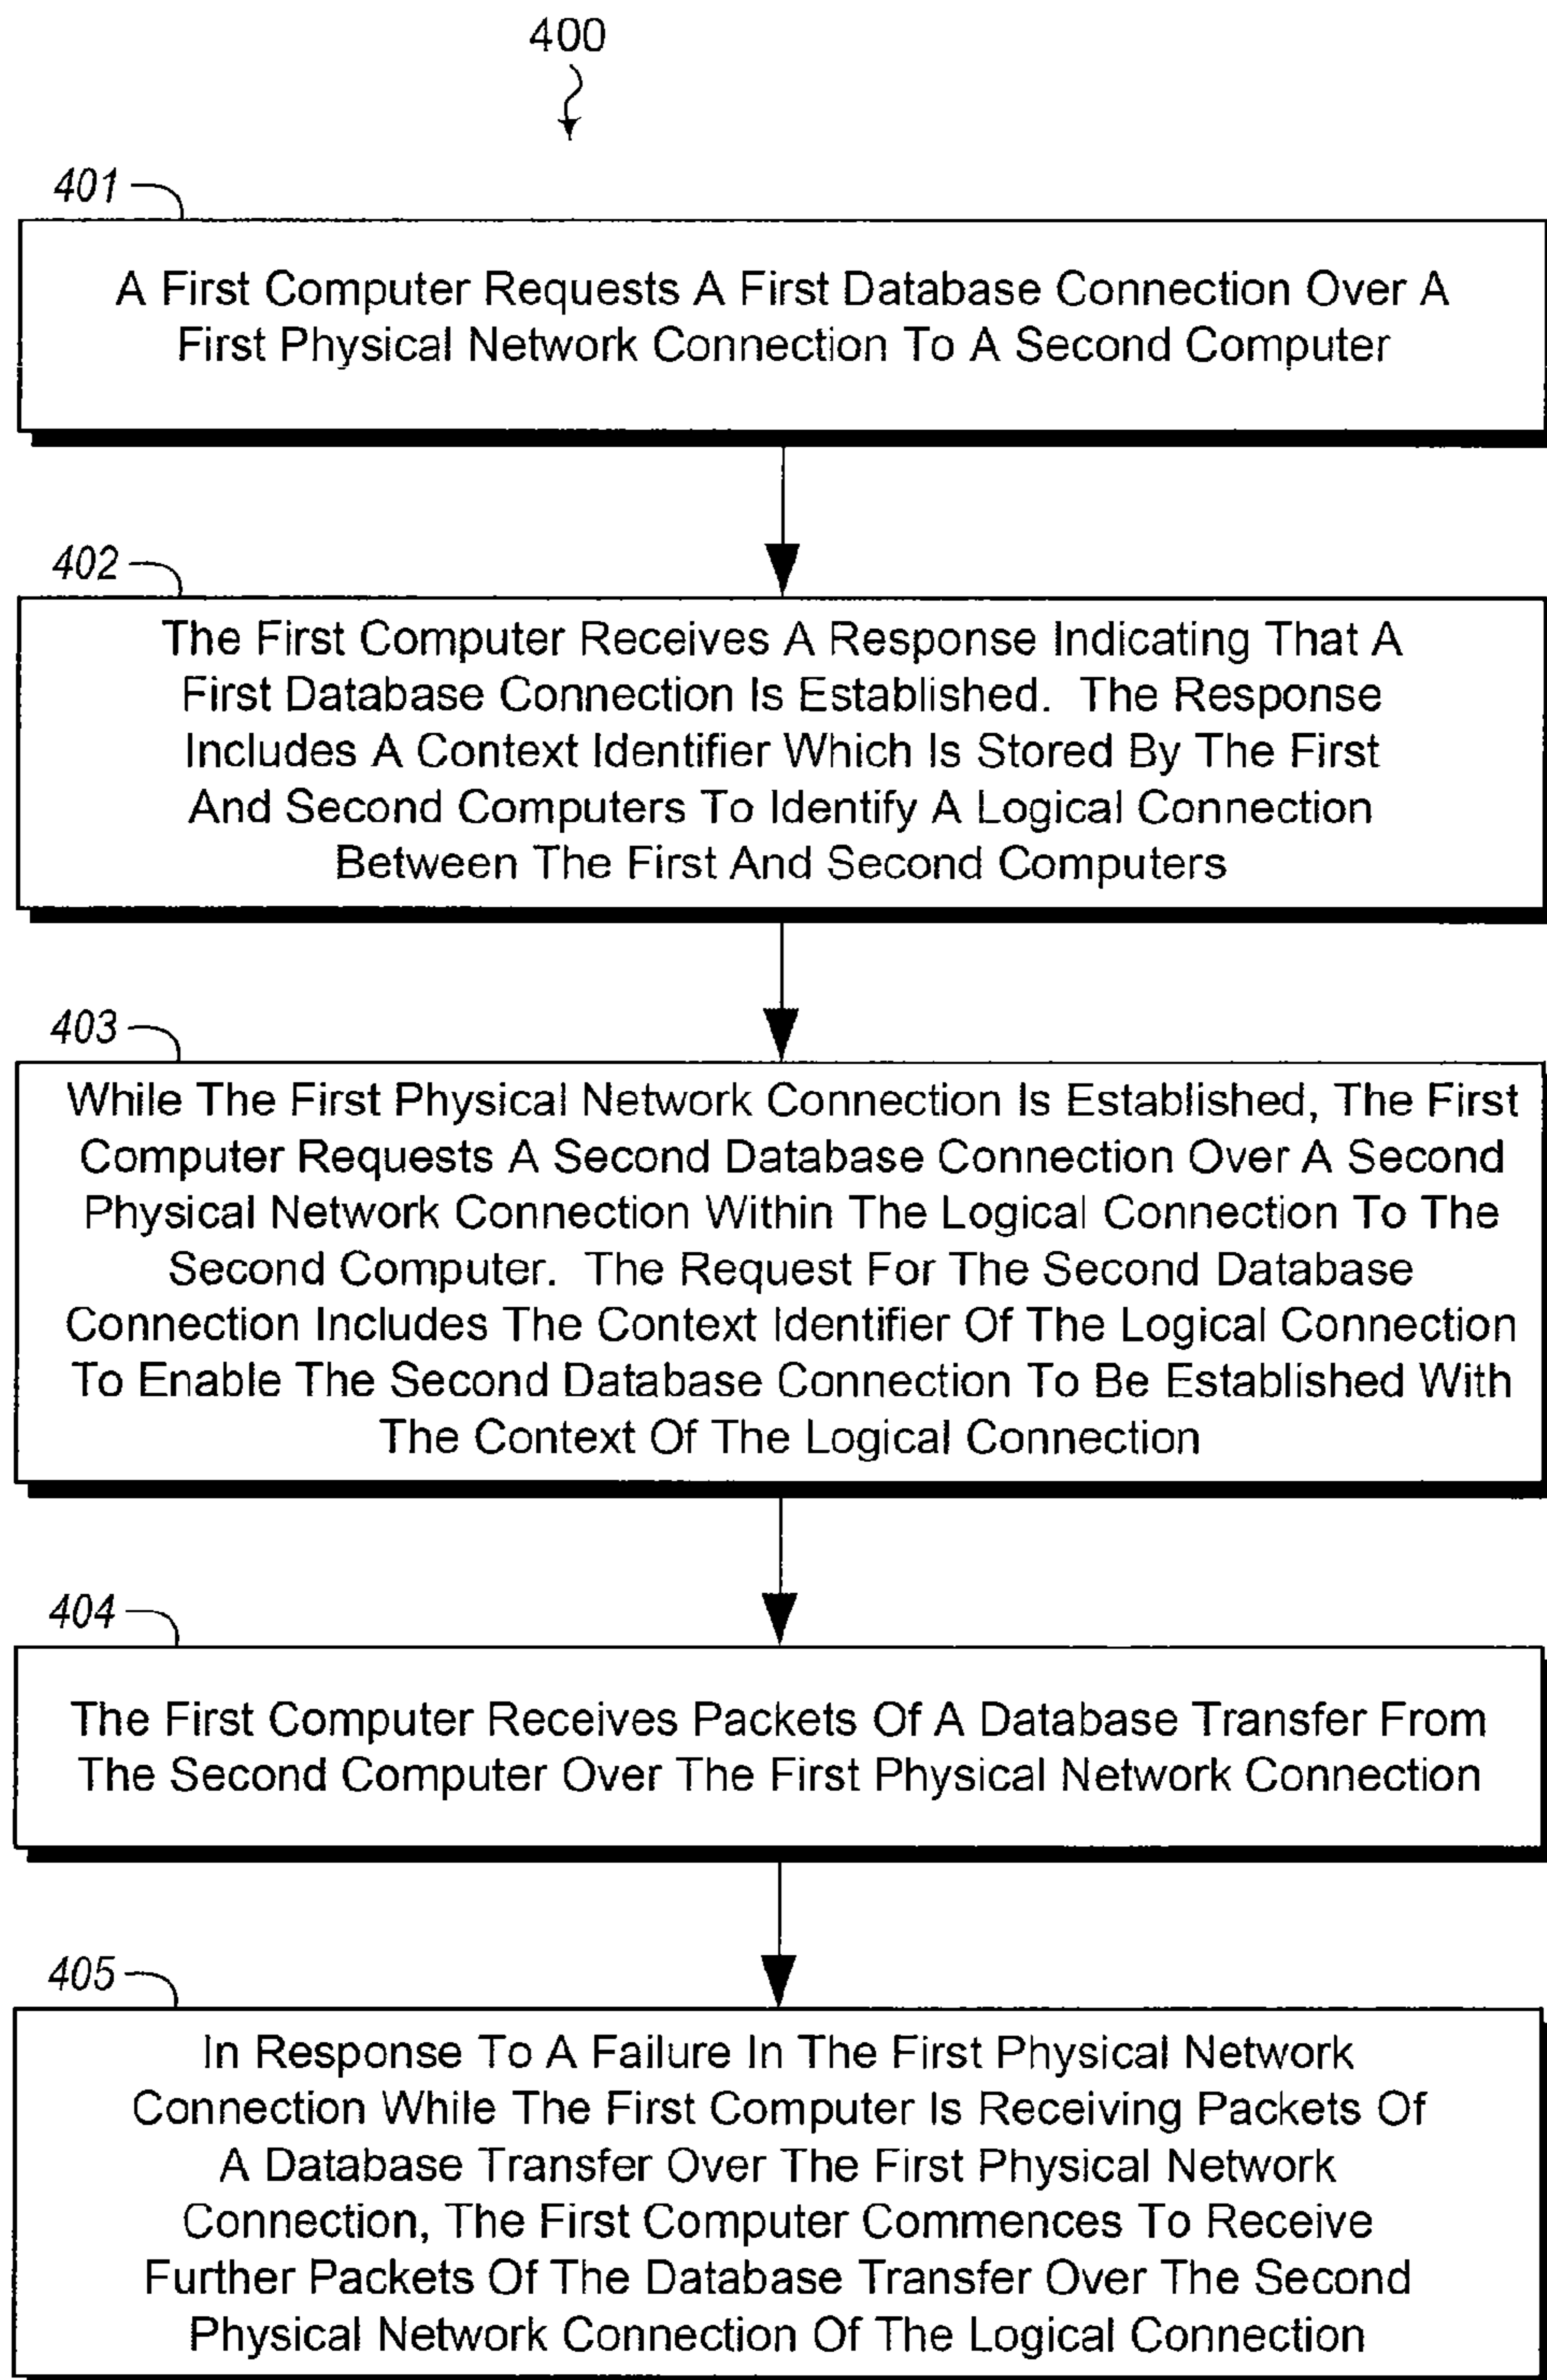 400
401
A First Computer Requests A First Database Connection Over A
First Physical Network Connection To A Second Computer
402
The First Computer Receives A Response Indicating That A
First Database Connection Is Established. The Response
Includes A Context Identifier Which Is Stored By The First
And Second Computers To Identify A Logical Connection
Between The First And Second Computers
403
While The First Physical Network Connection Is Established, The First
Computer Requests A Second Database Connection Over A Second
Physical Network Connection Within The Logical Connection To The
Second Computer. The Request For The Second Database
Connection Includes The Context Identifier Of The Logical Connection
To Enable The Second Database Connection To Be Established With
The Context Of The Logical Connection
404
The First Computer Receives Packets Of A Database Transfer From
The Second Computer Over The First Physical Network Connection
405
In Response To A Failure In The First Physical Network
Connection While The First Computer Is Receiving Packets Of
A Database Transfer Over The First Physical Network
Connection, The First Computer Commences To Receive
Further Packets Of The Database Transfer Over The Second
Physical Network Connection Of The Logical Connection